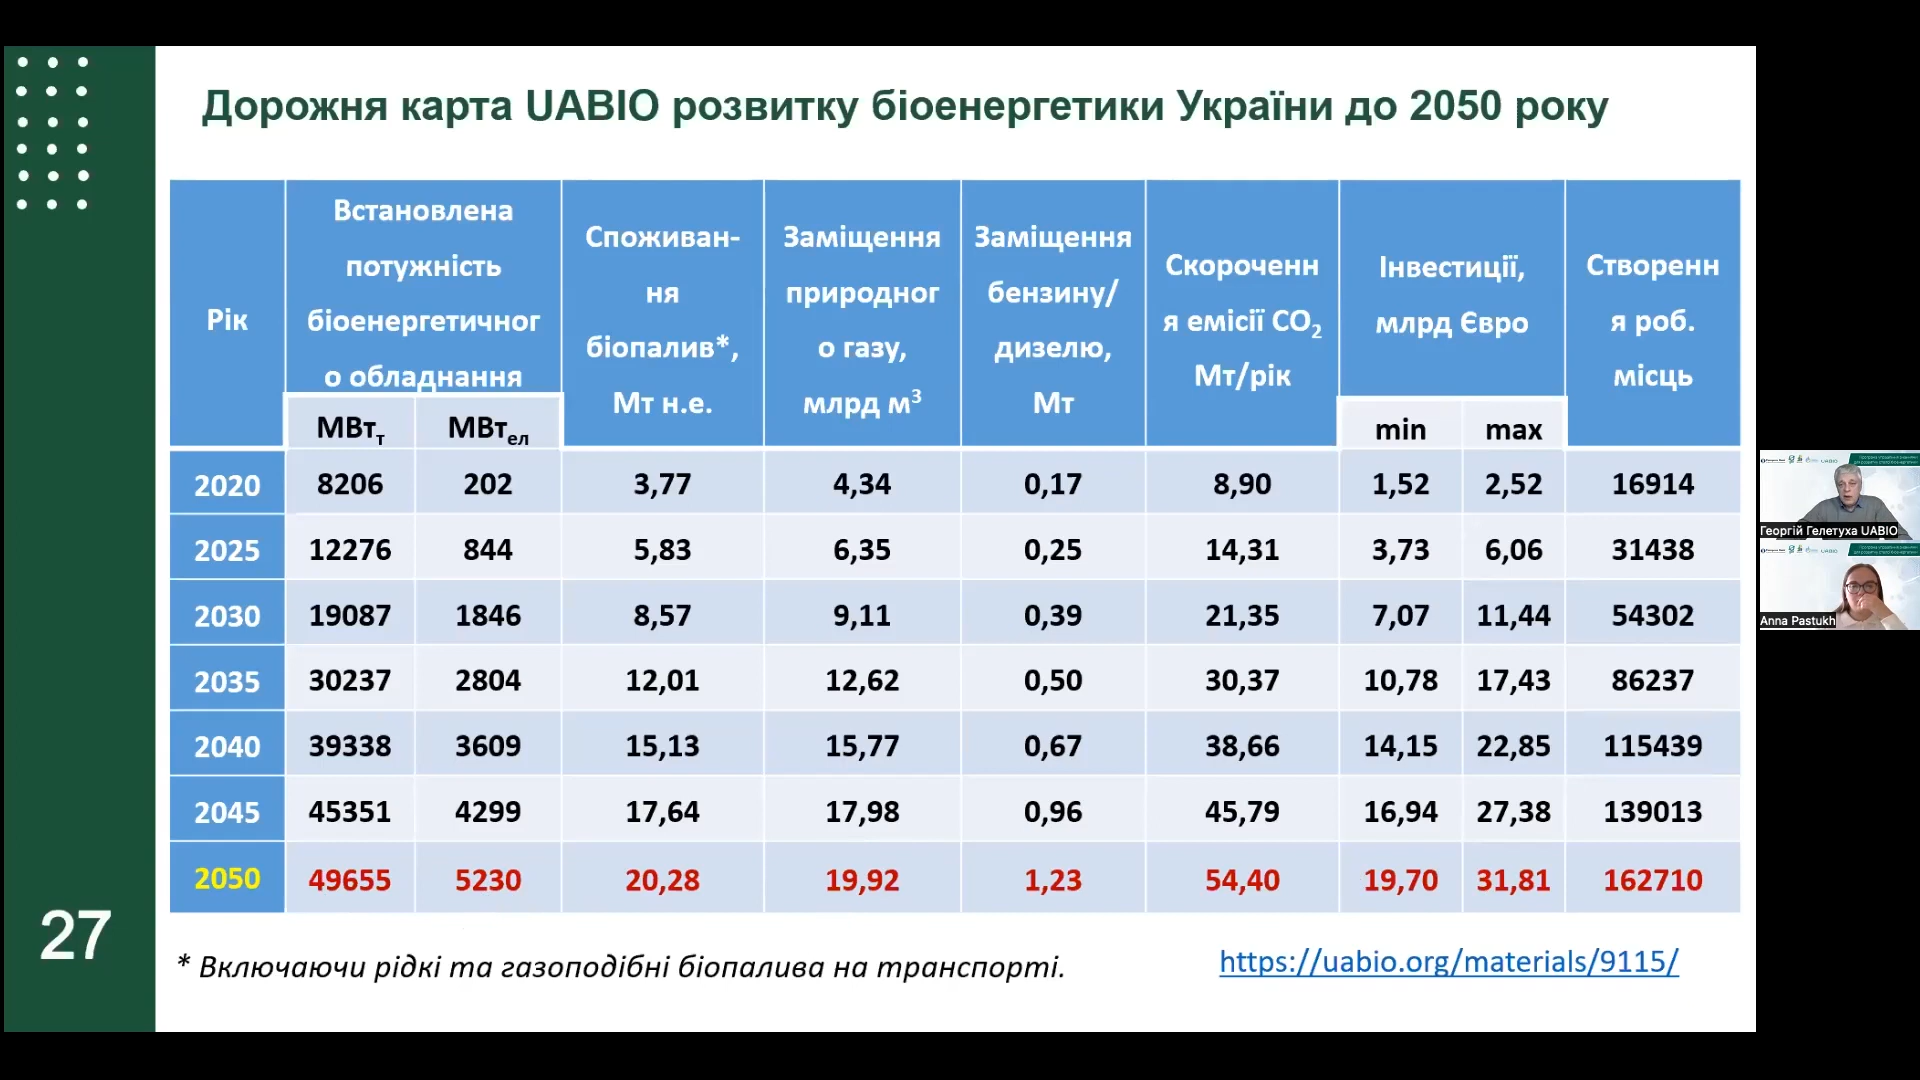 Дорожня карта UABIO розвитку біоенергетики України до 2050 року
Рік
Встановлена
потужність
біоенергетичног
о обладнання
Споживан-
ня
біопалив*,
Мт н.е.
Заміщення
природног
о газу,
млрд м³
Заміщення
бензину/
дизелю,
Мт
Скороченн
я емісії CO₂
Мт/рік
Інвестиції,
млрд Євро
Створенн
я роб.
місць
МВтт МВтел min max
2020 8206 202 3,77 4,34 0,17 8,90 1,52 2,52 16914
2025 12276 844 5,83 6,35 0,25 14,31 3,73 6,06 31438
2030 19087 1846 8,57 9,11 0,39 21,35 7,07 11,44 54302
2035 30237 2804 12,01 12,62 0,50 30,37 10,78 17,43 86237
2040 39338 3609 15,13 15,77 0,67 38,66 14,15 22,85 115439
2045 45351 4299 17,64 17,98 0,96 45,79 16,94 27,38 139013
2050 49655 5230 20,28 19,92 1,23 54,40 19,70 31,81 162710
27
* Включаючи рідкі та газоподібні біопалива на транспорті.
https://uabio.org/materials/9115/
Георгій Гелетуха UABIO
Anna Pastukh